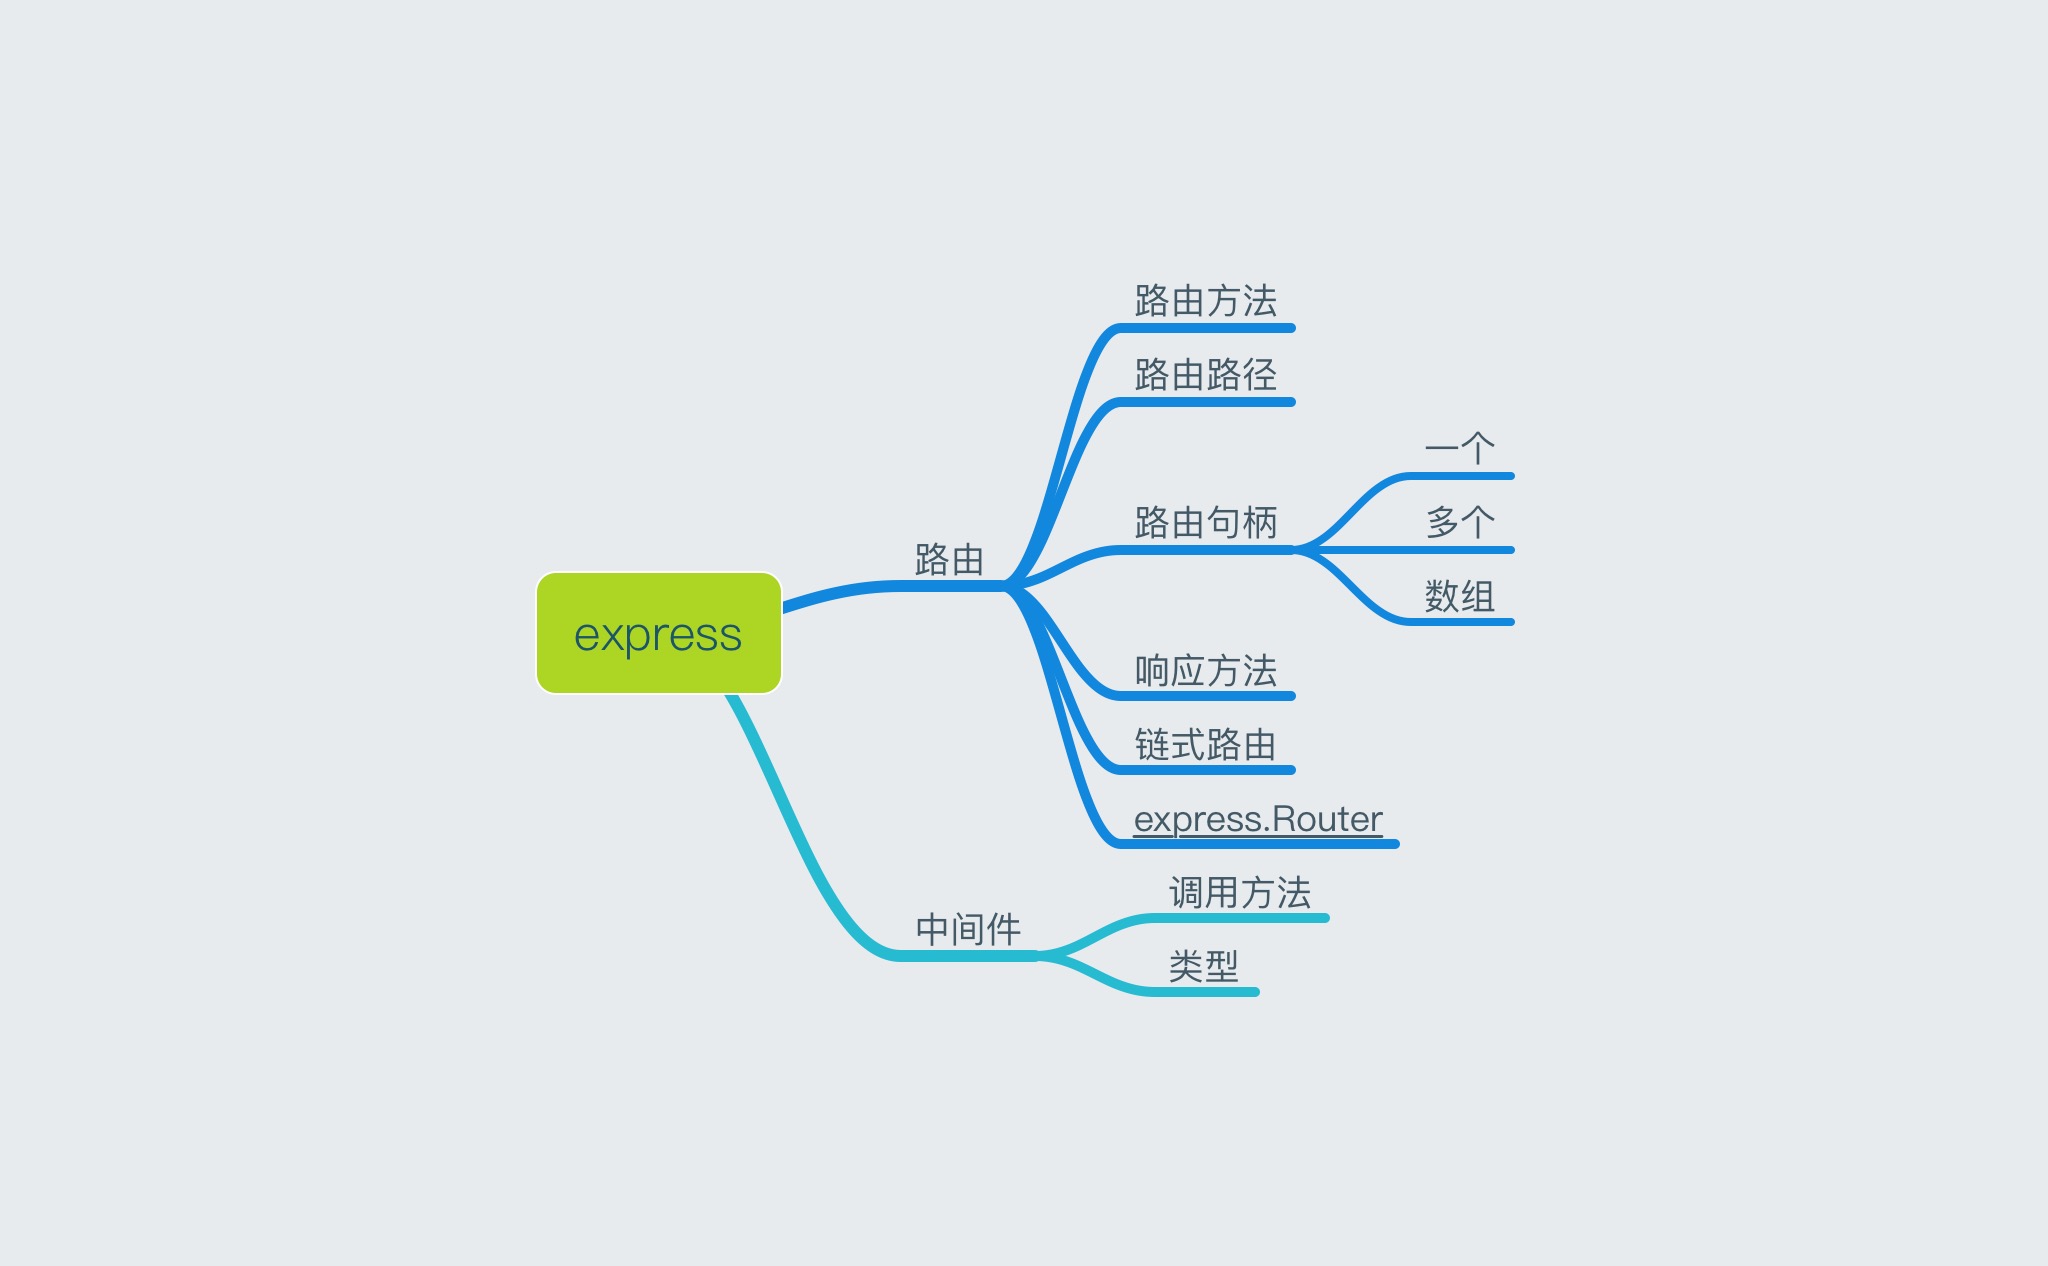 express
路由
路由方法
路由路径
路由句柄
一个
多个
数组
响应方法
链式路由
express.Router
中间件
调用方法
类型